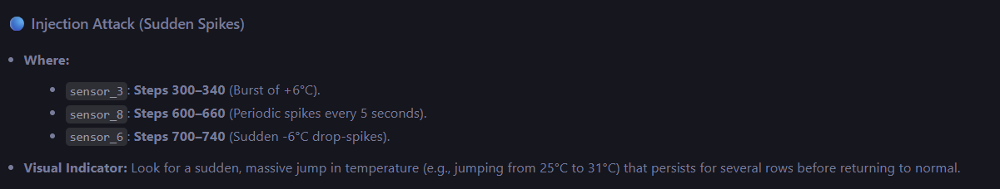 Injection Attack (Sudden Spikes)
Where:
sensor_3: Steps 300–340 (Burst of +6°C).
sensor_8: Steps 600–660 (Periodic spikes every 5 seconds).
sensor_6: Steps 700–740 (Sudden -6°C drop-spikes).
Visual Indicator: Look for a sudden, massive jump in temperature (e.g., jumping from 25°C to 31°C) that persists for several rows before returning to normal.